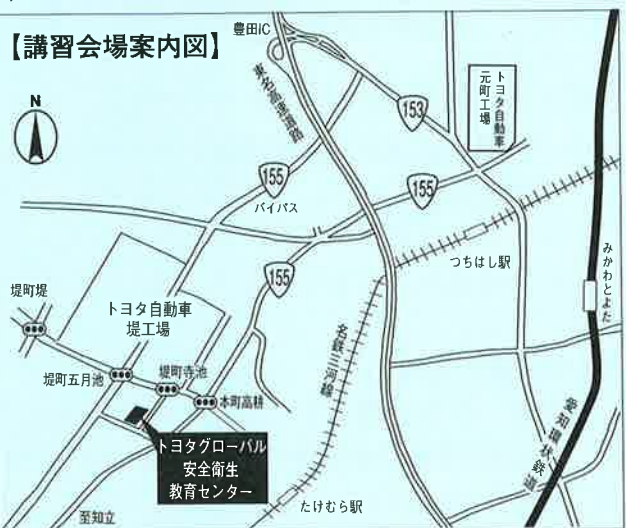 【講習会場案内図】
豊田IC
N
東名高速道路
153
トヨタ自動車
元町工場
155
バイパス
155
155
つちはし駅
みかわとよた
堤町堤
トヨタ自動車
堤工場
名鉄三河線
堤町五月池
堤町寺池
本町高耕
愛知環状鉄道
トヨタグローバル
安全衛生
教育センター
たけむら駅
至知立